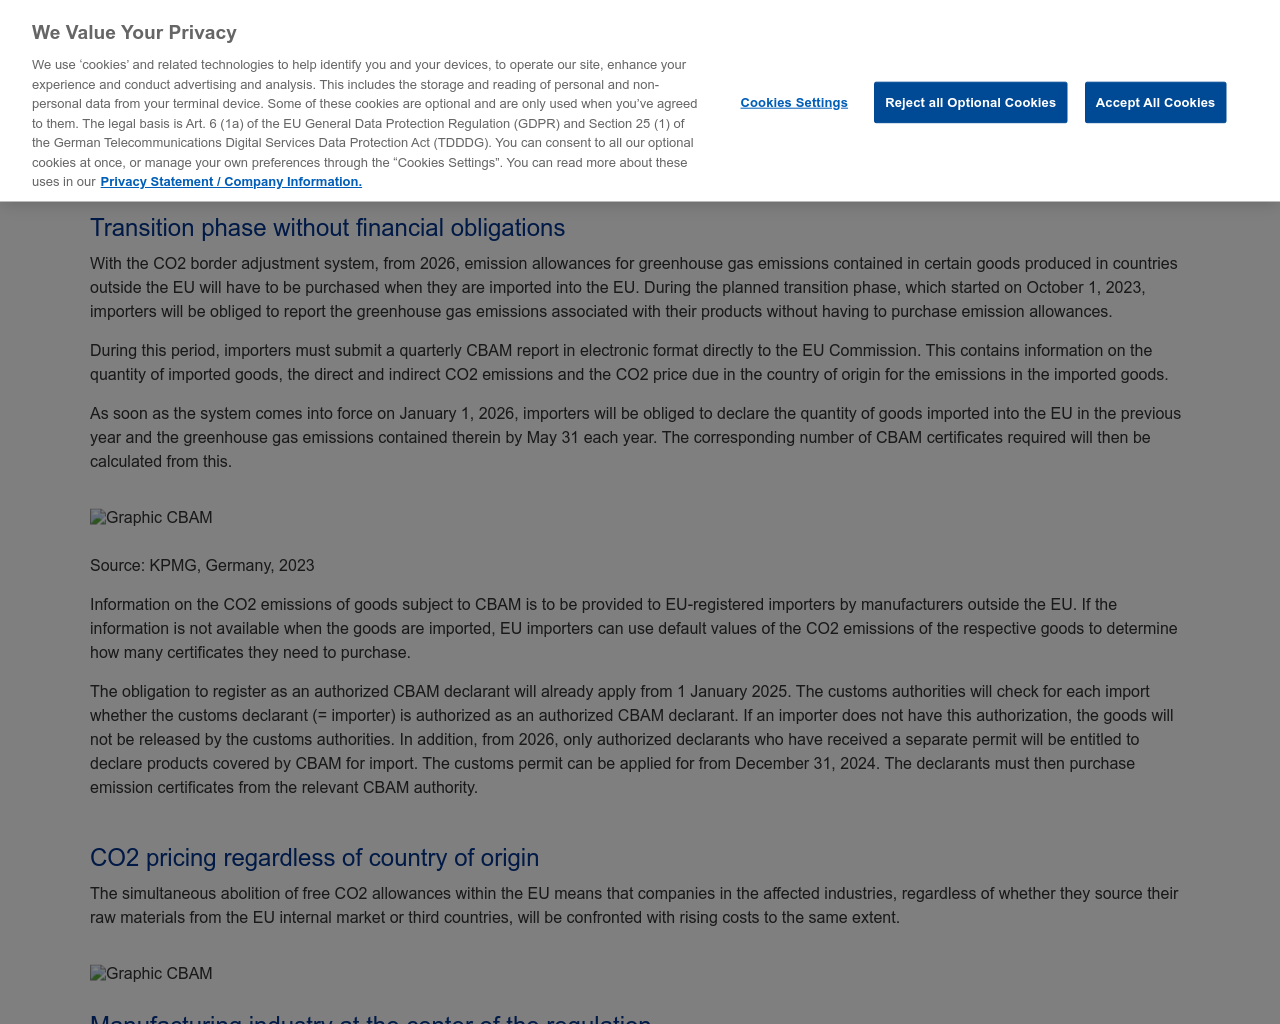 We Value Your Privacy
We use ‘cookies’ and related technologies to help identify you and your devices, to operate our site, enhance your
experience and conduct advertising and analysis. This includes the storage and reading of personal and non-
personal data from your terminal device. Some of these cookies are optional and are only used when you’ve agreed
to them. The legal basis is Art. 6 (1a) of the EU General Data Protection Regulation (GDPR) and Section 25 (1) of
the German Telecommunications Digital Services Data Protection Act (TDDDG). You can consent to all our optional
cookies at once, or manage your own preferences through the “Cookies Settings”. You can read more about these
uses in our Privacy Statement / Company Information.
Cookies Settings
Reject all Optional Cookies
Accept All Cookies
Transition phase without financial obligations
With the CO2 border adjustment system, from 2026, emission allowances for greenhouse gas emissions contained in certain goods produced in countries
outside the EU will have to be purchased when they are imported into the EU. During the planned transition phase, which started on October 1, 2023,
importers will be obliged to report the greenhouse gas emissions associated with their products without having to purchase emission allowances.
During this period, importers must submit a quarterly CBAM report in electronic format directly to the EU Commission. This contains information on the
quantity of imported goods, the direct and indirect CO2 emissions and the CO2 price due in the country of origin for the emissions in the imported goods.
As soon as the system comes into force on January 1, 2026, importers will be obliged to declare the quantity of goods imported into the EU in the previous
year and the greenhouse gas emissions contained therein by May 31 each year. The corresponding number of CBAM certificates required will then be
calculated from this.
Graphic CBAM
Source: KPMG, Germany, 2023
Information on the CO2 emissions of goods subject to CBAM is to be provided to EU-registered importers by manufacturers outside the EU. If the
information is not available when the goods are imported, EU importers can use default values of the CO2 emissions of the respective goods to determine
how many certificates they need to purchase.
The obligation to register as an authorized CBAM declarant will already apply from 1 January 2025. The customs authorities will check for each import
whether the customs declarant (= importer) is authorized as an authorized CBAM declarant. If an importer does not have this authorization, the goods will
not be released by the customs authorities. In addition, from 2026, only authorized declarants who have received a separate permit will be entitled to
declare products covered by CBAM for import. The customs permit can be applied for from December 31, 2024. The declarants must then purchase
emission certificates from the relevant CBAM authority.
CO2 pricing regardless of country of origin
The simultaneous abolition of free CO2 allowances within the EU means that companies in the affected industries, regardless of whether they source their
raw materials from the EU internal market or third countries, will be confronted with rising costs to the same extent.
Graphic CBAM
Manufacturing industry at the center of the regulation